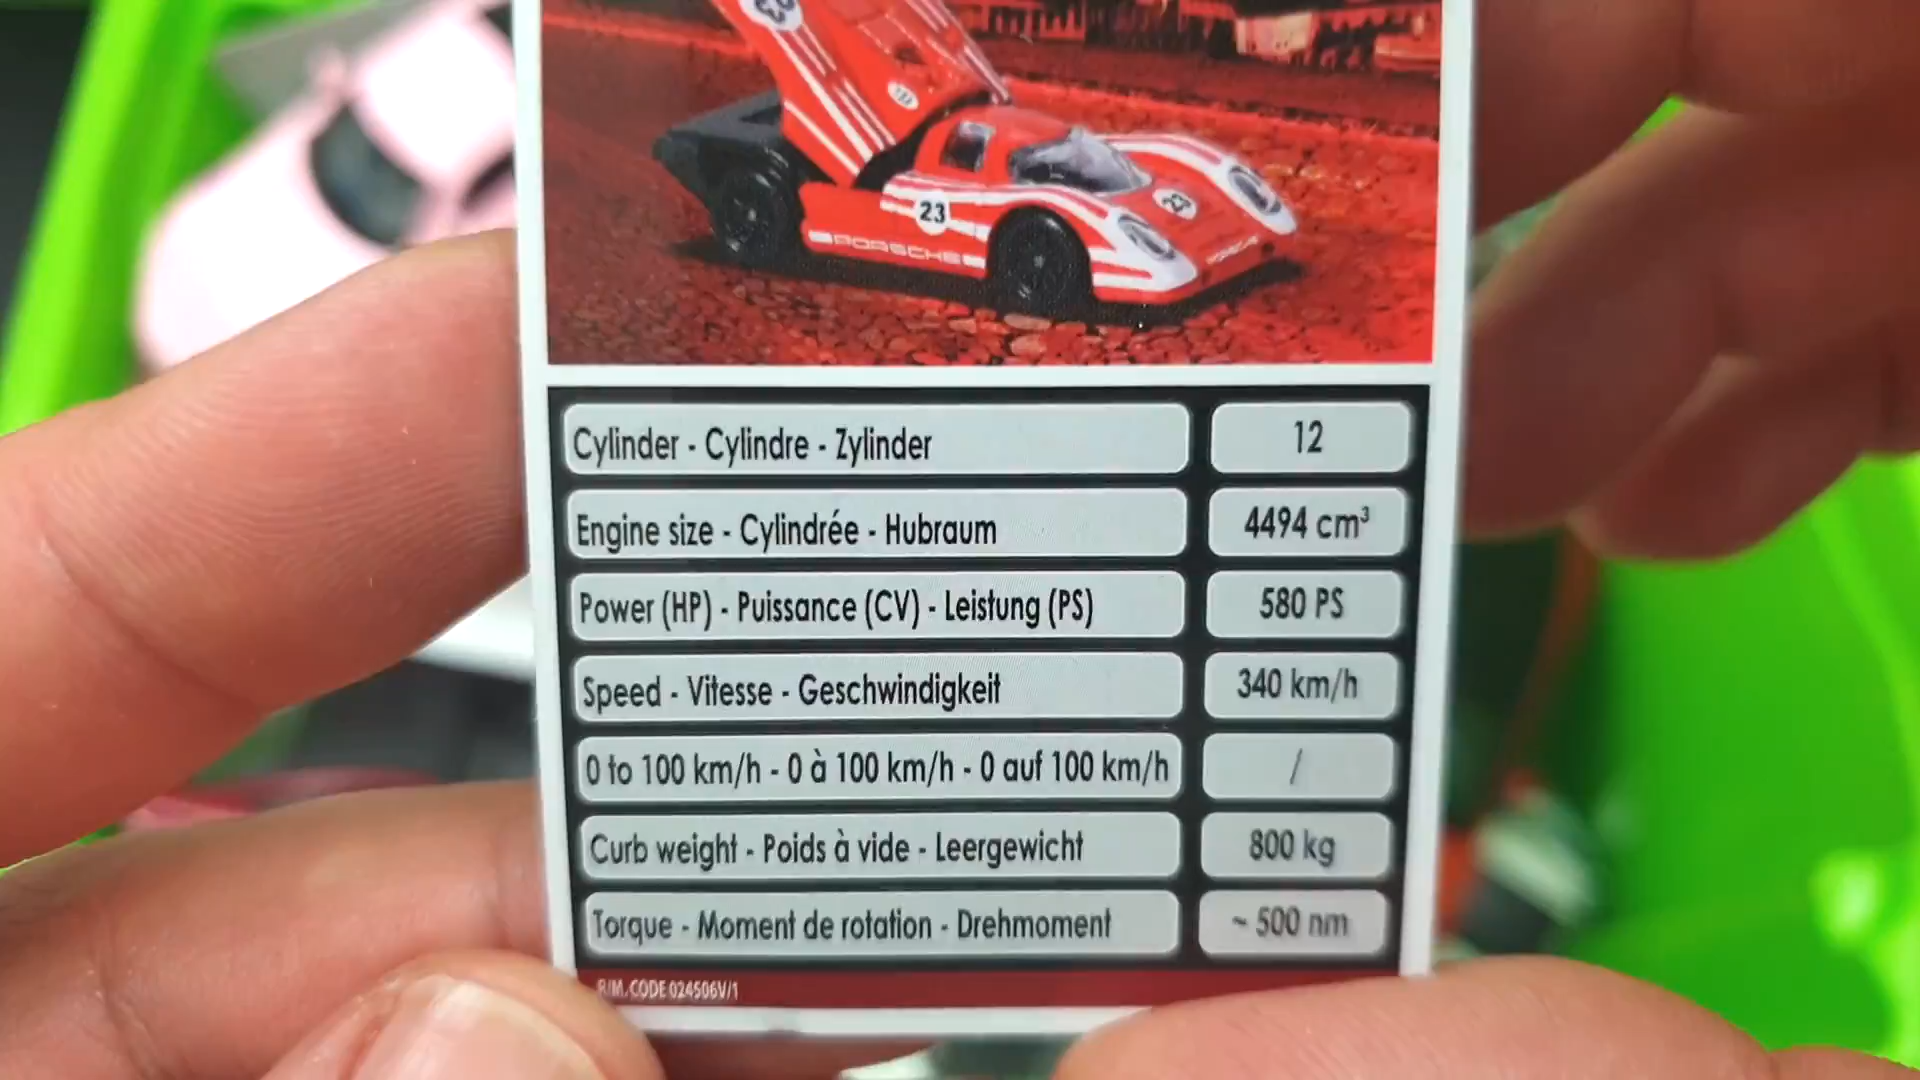 23
23
23
PORSCHE
PORSCHE
Cylinder - Cylindre - Zylinder 12
Engine size - Cylindrée - Hubraum 4494 cm³
Power (HP) - Puissance (CV) - Leistung (PS) 580 PS
Speed - Vitesse - Geschwindigkeit 340 km/h
0 to 100 km/h - 0 à 100 km/h - 0 auf 100 km/h /
Curb weight - Poids à vide - Leergewicht 800 kg
Torque - Moment de rotation - Drehmoment ~ 500 nm
R/M. CODE 024506V/1